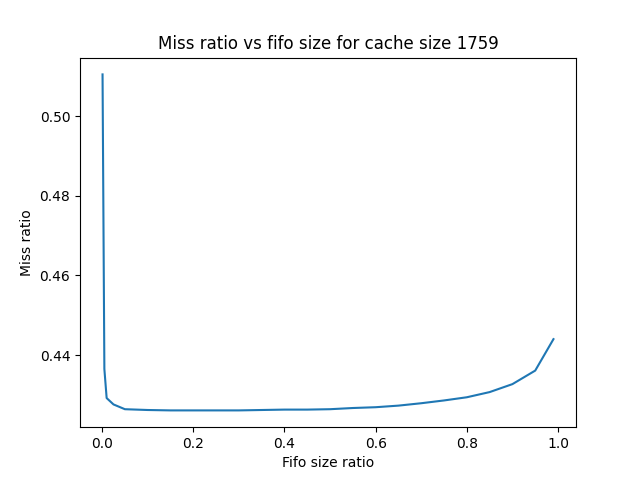 Miss ratio vs fifo size for cache size 1759
0.50
0.48
0.46
0.44
Miss ratio
0.0 0.2 0.4 0.6 0.8 1.0
Fifo size ratio